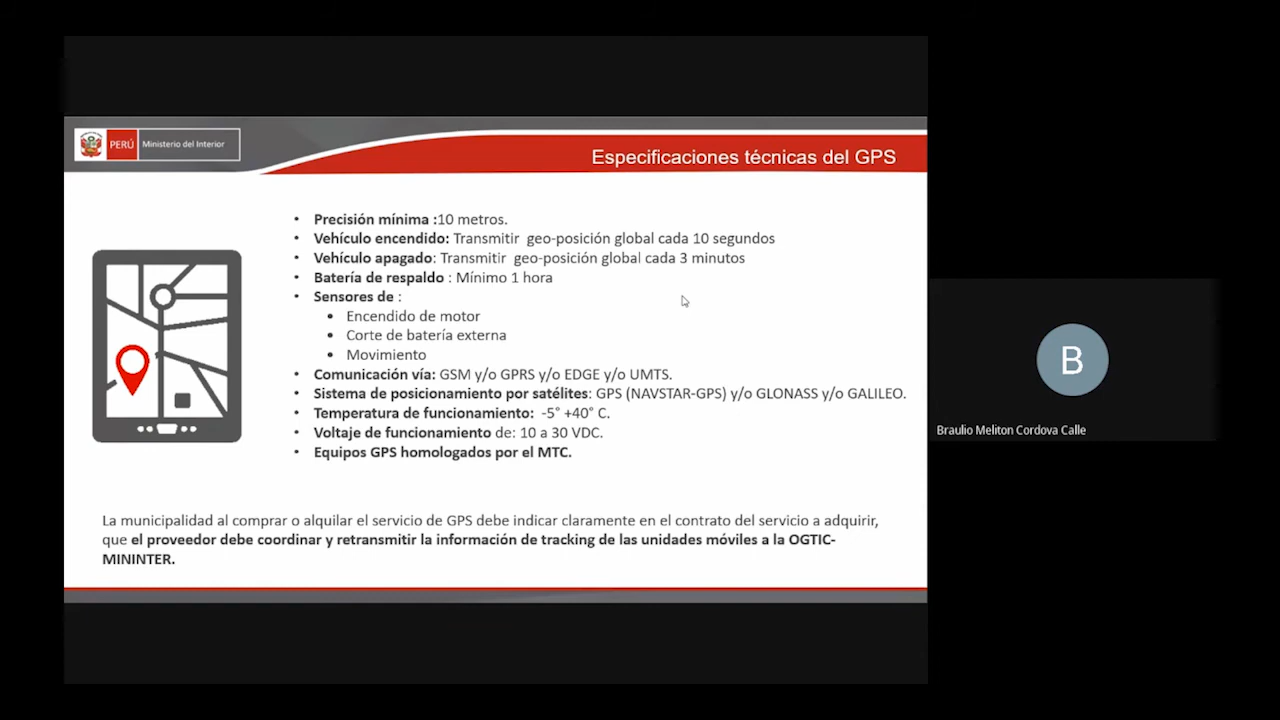 PERÚ
Ministerio del Interior
Especificaciones técnicas del GPS
• Precisión mínima :10 metros.
• Vehículo encendido: Transmitir geo-posición global cada 10 segundos
• Vehículo apagado: Transmitir geo-posición global cada 3 minutos
• Batería de respaldo : Mínimo 1 hora
• Sensores de :
• Encendido de motor
• Corte de batería externa
• Movimiento
• Comunicación vía: GSM y/o GPRS y/o EDGE y/o UMTS.
• Sistema de posicionamiento por satélites: GPS (NAVSTAR-GPS) y/o GLONASS y/o GALILEO.
• Temperatura de funcionamiento: -5° +40° C.
• Voltaje de funcionamiento de: 10 a 30 VDC.
• Equipos GPS homologados por el MTC.
La municipalidad al comprar o alquilar el servicio de GPS debe indicar claramente en el contrato del servicio a adquirir,
que el proveedor debe coordinar y retransmitir la información de tracking de las unidades móviles a la OGTIC-
MININTER.
B
Braulio Meliton Cordova Calle